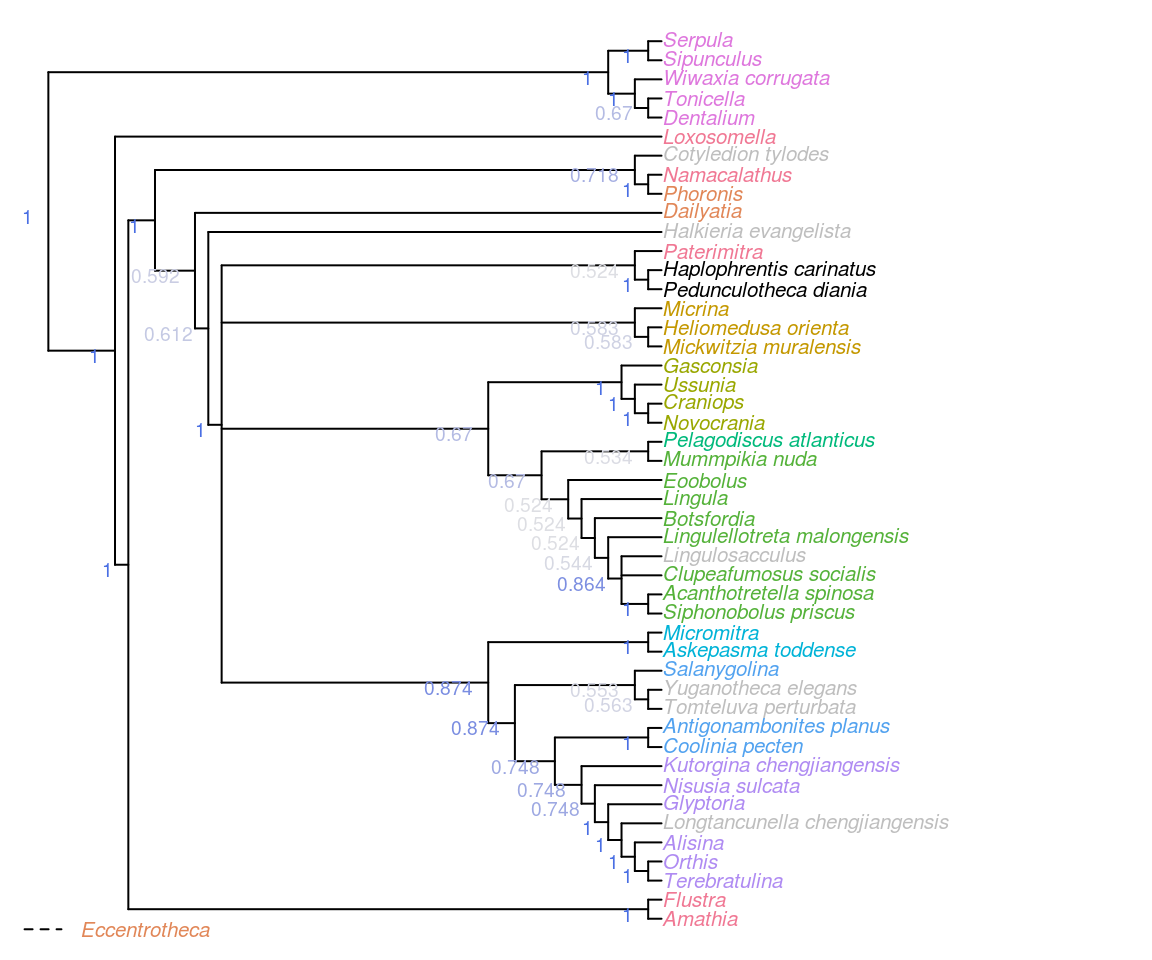 Serpula
1
Sipunculus
1
Wiwaxia corrugata
1
Tonicella
0.67
Dentalium
Loxosomella
Cotyledion tylodes
0.718
Namacalathus
1
Phoronis
Dailyatia
1
1
Halkieria evangelista
Paterimitra
0.524
Haplophrentis carinatus
0.592
1
Pedunculotheca diania
Micrina
0.583
Heliomedusa orienta
0.612
0.583
Mickwitzia muralensis
1
Gasconsia
Ussunia
1
1
Craniops
1
Novocrania
1
0.67
Pelagodiscus atlanticus
0.534
Mummpikia nuda
0.67
Eoobolus
Lingula
0.524
Botsfordia
0.524
Lingulellotreta malongensis
0.524
Lingulosacculus
0.544
1
Clupeafumosus socialis
0.864
Acanthotretella spinosa
1
Siphonobolus priscus
Micromitra
1
Askepasma toddense
Salanygolina
0.874
0.553
Yuganotheca elegans
0.563
Tomteluva perturbata
0.874
Antigonambonites planus
1
Coolinia pecten
0.748
Kutorgina chengjiangensis
0.748
Nisusia sulcata
0.748
Glyptoria
1
Longtancunella chengjiangensis
1
Alisina
1
Orthis
1
Terebratulina
Flustra
1
Amathia
Eccentrotheca